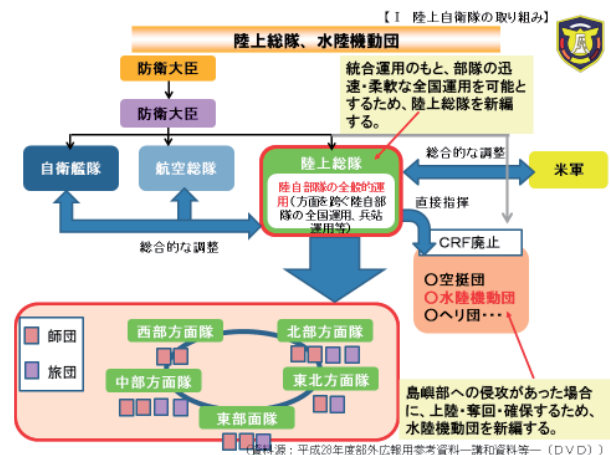 【Ⅰ 陸上自衛隊の取り組み】
陸上総隊、水陸機動団
防衛大臣
防衛大臣
統合運用のもと、部隊の迅
速・柔軟な全国運用を可能と
するため、陸上総隊を新編
する。
自衛艦隊
航空総隊
陸上総隊
陸自部隊の全般的運
用(方面を跨ぐ陸自部
隊の全国運用、兵站
運用等)
総合的な調整
米軍
直接指揮
総合的な調整
CRF廃止
〇空挺団
〇水陸機動団
〇ヘリ団・・・
師団
旅団
西部方面隊
北部方面隊
中部方面隊
東北方面隊
東部面隊
島嶼部への侵攻があった場合
に、上陸・奪回・確保するため、
水陸機動団を新編する。
(資料源：平成28年度部外広報用参考資料―講和資料等―（DVD）)